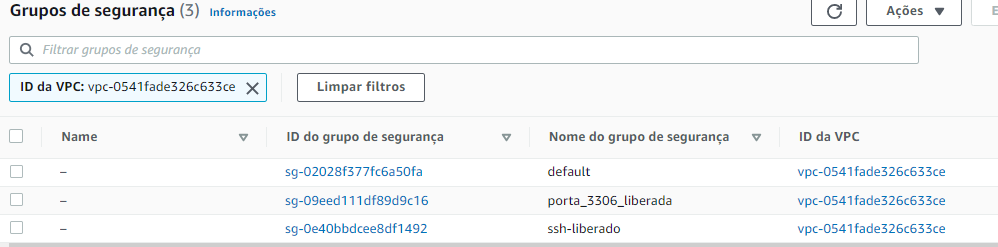 Grupos de segurança (3) Informações
Ações
Filtrar grupos de segurança
ID da VPC: vpc-0541fade326c633ce
Limpar filtros
Name ID do grupo de segurança Nome do grupo de segurança ID da VPC
– sg-02028f377fc6a50fa default vpc-0541fade326c633ce
– sg-09eed111df89d9c16 porta_3306_liberada vpc-0541fade326c633ce
– sg-0e40bbdcee8df1492 ssh-liberado vpc-0541fade326c633ce